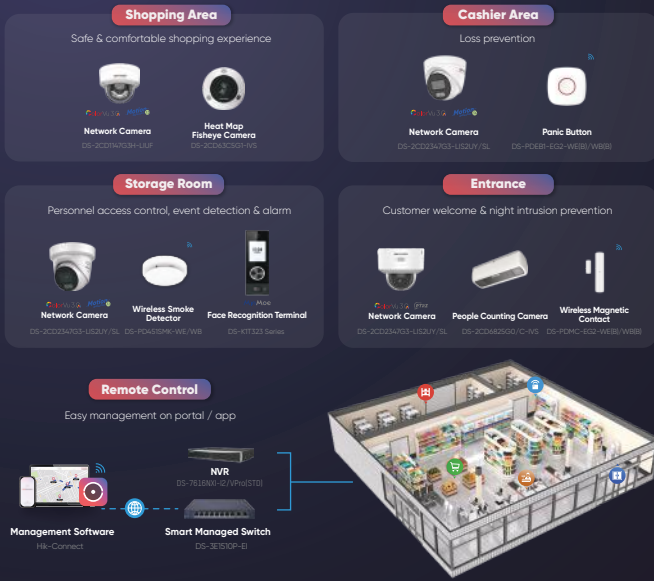 Shopping Area
Safe & comfortable shopping experience
Network Camera
DS-2CD1147G3H-LIUF
Heat Map
Fisheye Camera
DS-2CD63C5G1-IVS
Cashier Area
Loss prevention
Network Camera
DS-2CD2347G3-LIS2UY/SL
Panic Button
DS-PDEB1-EG2-WE(B)/WB(B)
Storage Room
Personnel access control, event detection & alarm
Network Camera
DS-2CD2347G3-LIS2UY/SL
Wireless Smoke
Detector
DS-PD451SMK-WE/WB
Moe
Face Recognition Terminal
DS-K1T323 Series
Entrance
Customer welcome & night intrusion prevention
Network Camera
DS-2CD2347G3-LIS2UY/SL
People Counting Camera
DS-2CD6825G0/C-IVS
Wireless Magnetic
Contact
DS-PDMC-EG2-WE(B)/WB(B)
Remote Control
Easy management on portal / app
Management Software
Hik-Connect
NVR
DS-7616NXI-I2/VPro(STD)
Smart Managed Switch
DS-3E1510P-EI